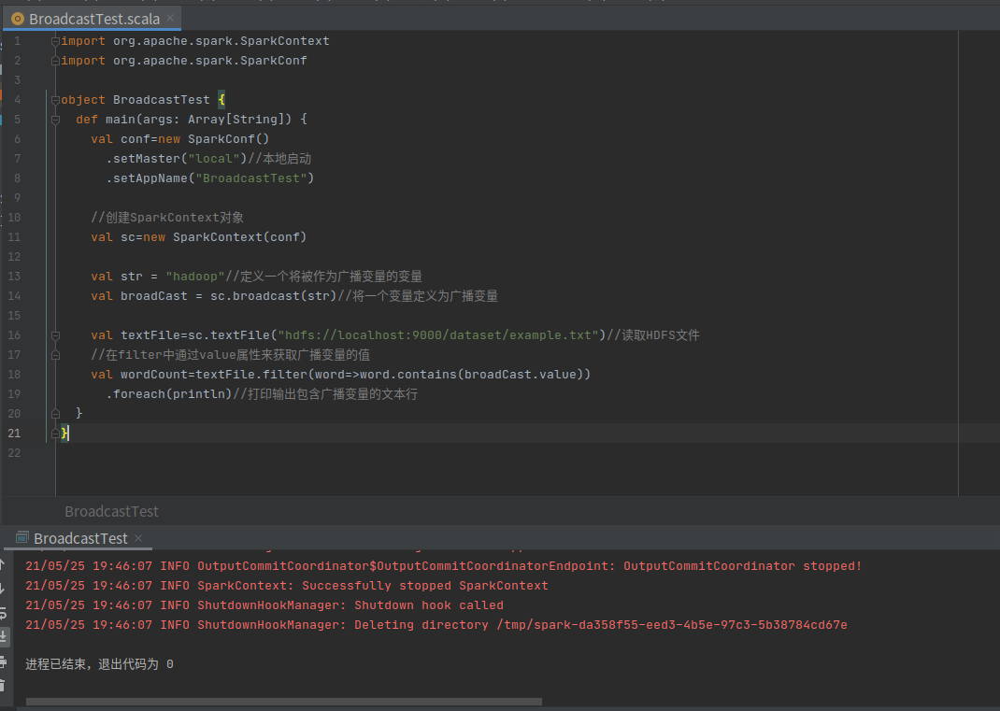 BroadcastTest.scala
1 import org.apache.spark.SparkContext
2 import org.apache.spark.SparkConf
3
4 object BroadcastTest {
5 def main(args: Array[String]) {
6 val conf=new SparkConf()
7 .setMaster("local")//本地启动
8 .setAppName("BroadcastTest")
9
10 //创建SparkContext对象
11 val sc=new SparkContext(conf)
12
13 val str = "hadoop"//定义一个将被作为广播变量的变量
14 val broadCast = sc.broadcast(str)//将一个变量定义为广播变量
15
16 val textFile=sc.textFile("hdfs://localhost:9000/dataset/example.txt")//读取HDFS文件
17 //在filter中通过value属性来获取广播变量的值
18 val wordCount=textFile.filter(word=>word.contains(broadCast.value))
19 .foreach(println)//打印输出包含广播变量的文本行
20 }
21 }
22
BroadcastTest
BroadcastTest
21/05/25 19:46:07 INFO OutputCommitCoordinator$OutputCommitCoordinatorEndpoint: OutputCommitCoordinator stopped!
21/05/25 19:46:07 INFO SparkContext: Successfully stopped SparkContext
21/05/25 19:46:07 INFO ShutdownHookManager: Shutdown hook called
21/05/25 19:46:07 INFO ShutdownHookManager: Deleting directory /tmp/spark-da358f55-eed3-4b5e-97c3-5b38784cd67e
进程已结束，退出代码为 0